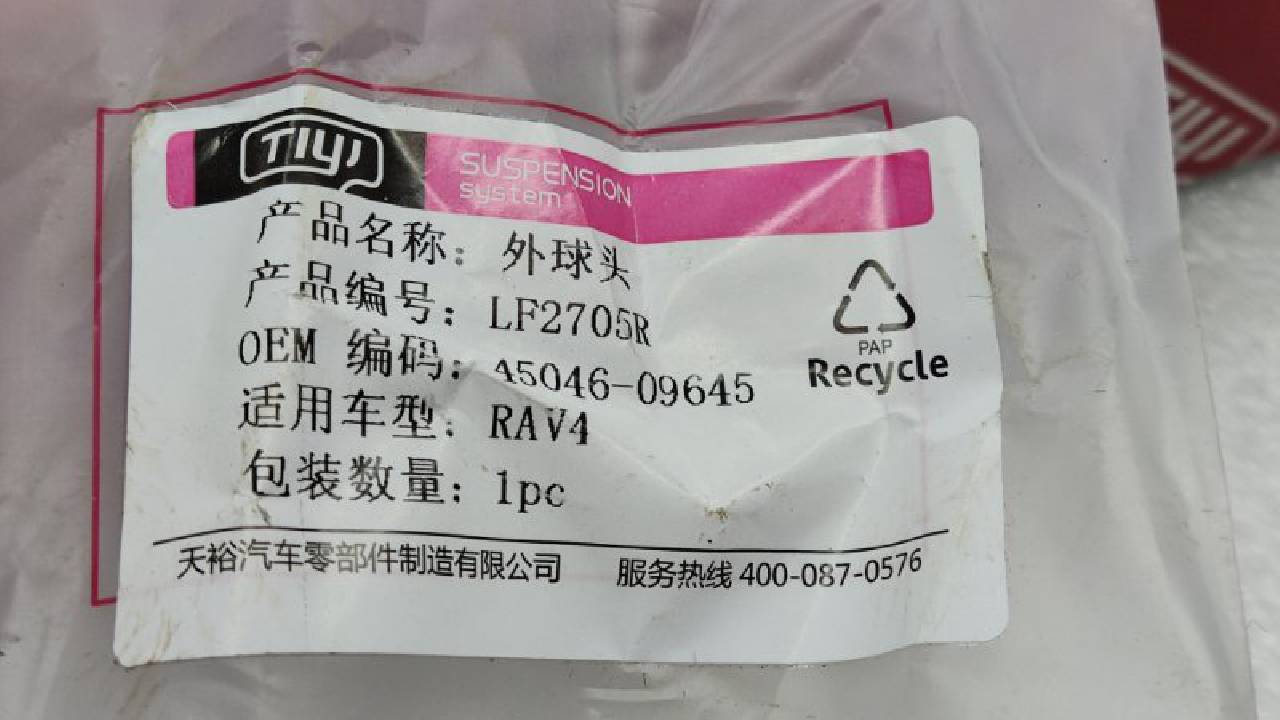 TIYI
SUSPENSION
system
产品名称：外球头
产品编号：LF2705R
OEM 编码：45046-09645
适用车型：RAV4
包装数量：1pc
PAP
Recycle
天裕汽车零部件制造有限公司 服务热线 400-087-0576
TIYI